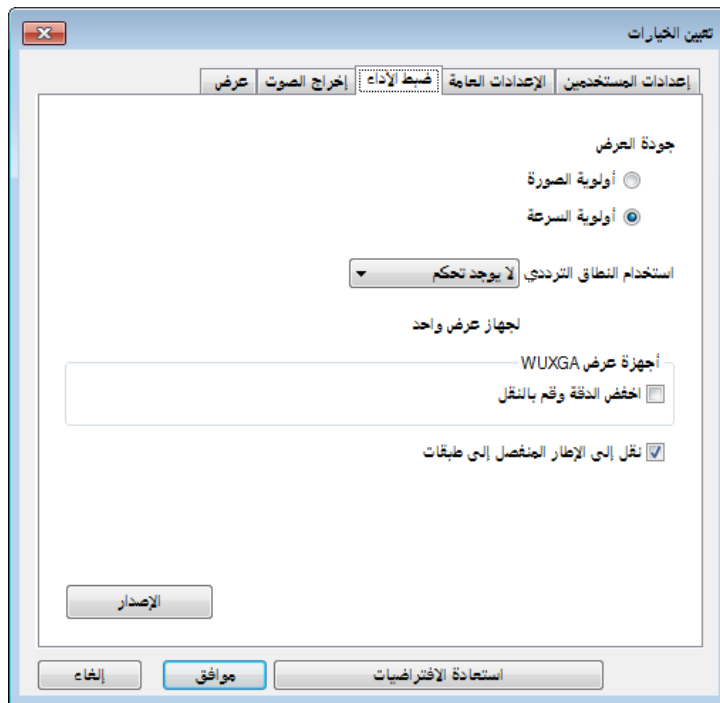 تعيين الخيارات
إعدادات المستخدمين الإعدادات العامة ضبط الأداء إخراج الصوت عرض
جودة العرض
أولوية الصورة
أولوية السرعة
استخدام النطاق الترددي لا يوجد تحكم
لجهاز عرض واحد
أجهزة عرض WUXGA
اخفض الدقة وقم بالنقل
نقل إلى الإطار المنفصل إلى طبقات
الإصدار
استعادة الافتراضيات موافق إلغاء